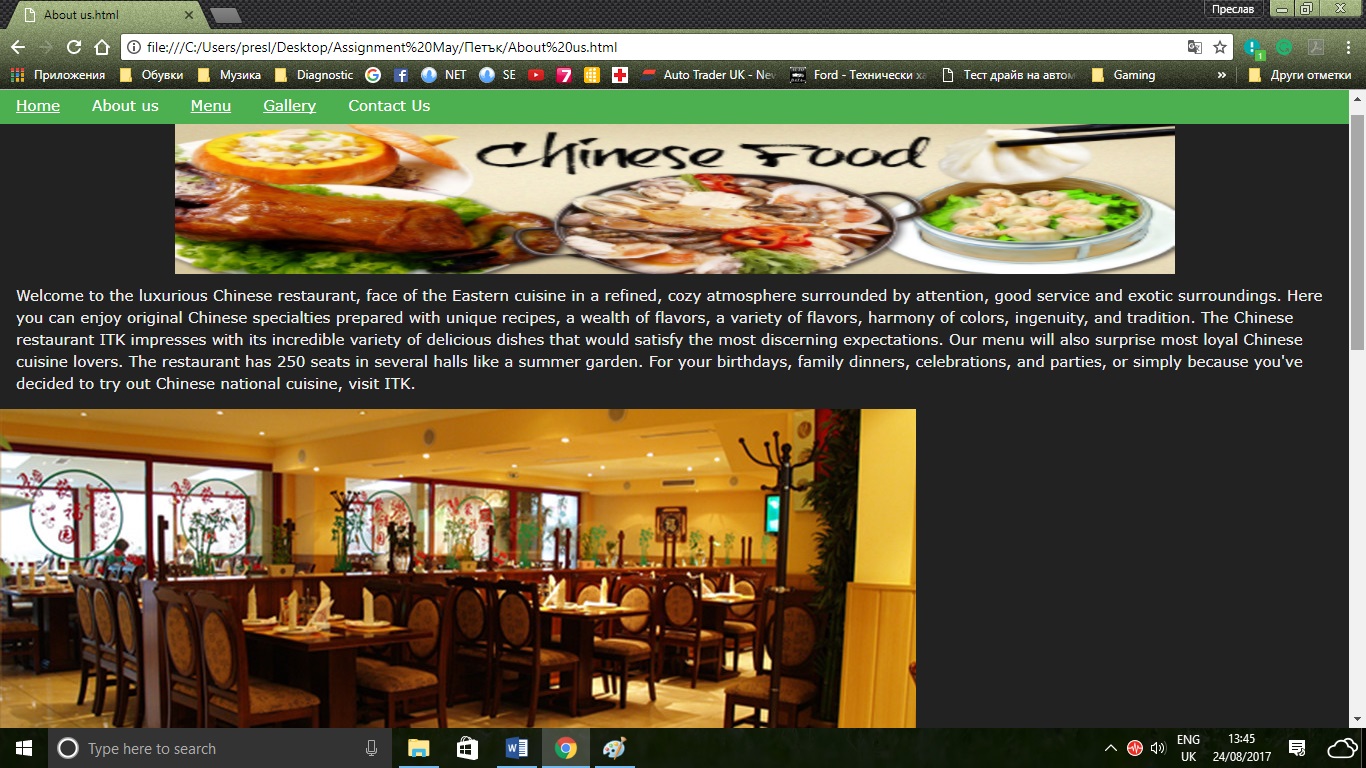 About us.html
Преслав
file:///C:/Users/presl/Desktop/Assignment%20May/Петък/About%20us.html
Приложения Обувки Музика Diagnostic NET SE Auto Trader UK - Nev Ford - Технически ха Тест драйв на автом Gaming » Други отметки
Home About us Menu Gallery Contact Us
Chinese Food
Welcome to the luxurious Chinese restaurant, face of the Eastern cuisine in a refined, cozy atmosphere surrounded by attention, good service and exotic surroundings. Here
you can enjoy original Chinese specialties prepared with unique recipes, a wealth of flavors, a variety of flavors, harmony of colors, ingenuity, and tradition. The Chinese
restaurant ITK impresses with its incredible variety of delicious dishes that would satisfy the most discerning expectations. Our menu will also surprise most loyal Chinese
cuisine lovers. The restaurant has 250 seats in several halls like a summer garden. For your birthdays, family dinners, celebrations, and parties, or simply because you've
decided to try out Chinese national cuisine, visit ITK.
Type here to search
ENG
UK
13:45
24/08/2017